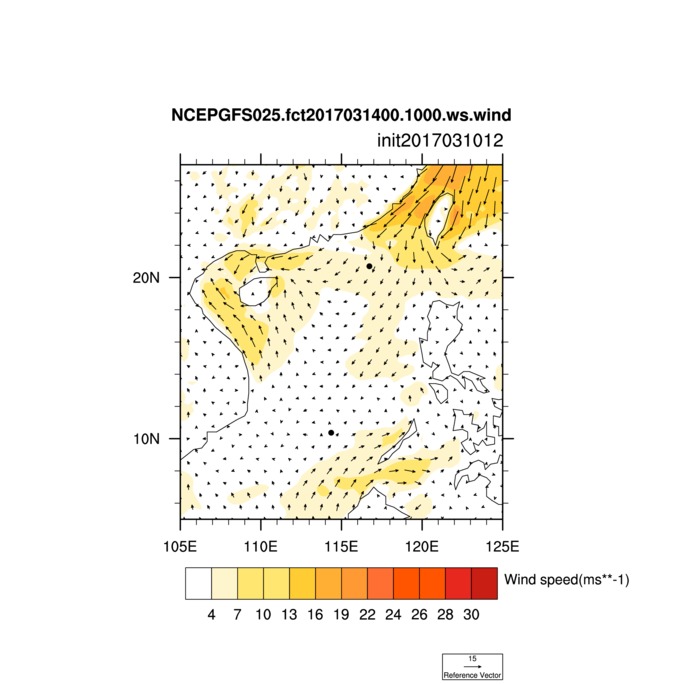 NCEPGFS025.fct2017031400.1000.ws.wind
init2017031012
20N
10N
105E 110E 115E 120E 125E
Wind speed(ms**-1)
4 7 10 13 16 19 22 24 26 28 30
15
Reference Vector